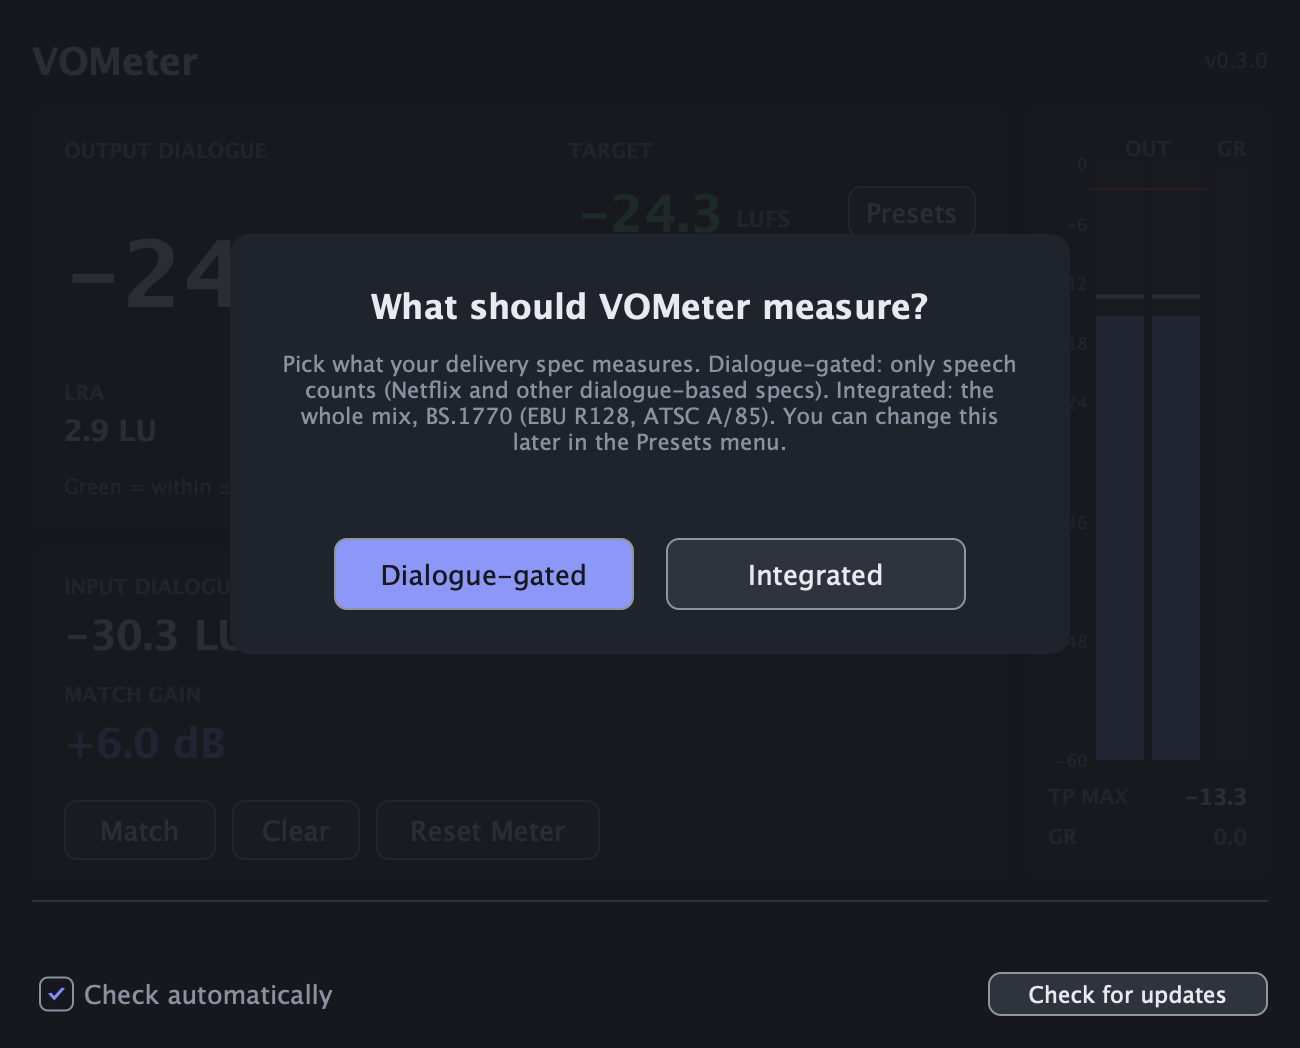 VOMeter
v0.3.0
OUTPUT DIALOGUE
TARGET
OUT
GR
-24.3 LUFS
Presets
-24
LRA
2.9 LU
Green = within ±
0
-6
12
18
24
36
48
-60
What should VOMeter measure?
Pick what your delivery spec measures. Dialogue-gated: only speech
counts (Netflix and other dialogue-based specs). Integrated: the
whole mix, BS.1770 (EBU R128, ATSC A/85). You can change this
later in the Presets menu.
Dialogue-gated
Integrated
INPUT DIALOGU
-30.3 LU
MATCH GAIN
+6.0 dB
Match
Clear
Reset Meter
TP MAX
-13.3
GR
0.0
Check automatically
Check for updates